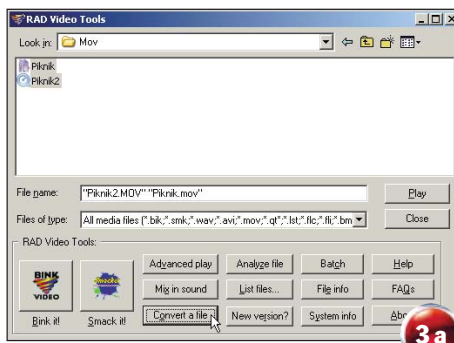 RAD Video Tools
Look in: Mov
Piknik
Piknik2
File name: "Piknik2.MOV" "Piknik.mov" Play
Files of type: All media files (*.bik;*.smk;*.wav;*.avi;*.mov;*.qt";*.lst;*.flc;*.fli;*.bm Close
RAD Video Tools:
BINK
VIDEO
Advanced play Analyze file Batch Help
Mix in sound List files... File info FAQs
Bink it! Smack it! Convert a file New version? System info
3a